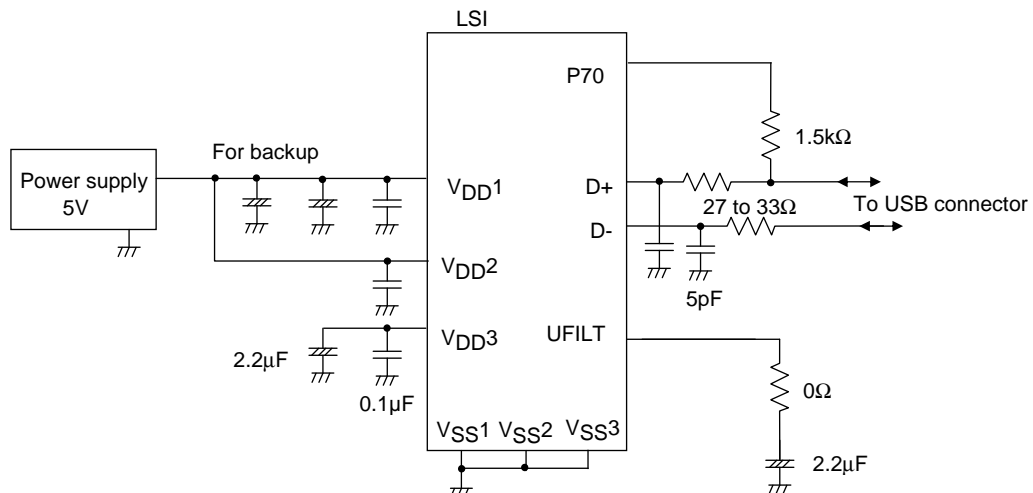 LSI
P70
1.5kΩ
For backup
Power supply
5V
VDD1
D+
27 to 33Ω
To USB connector
D-
VDD2
5pF
VDD3
UFILT
2.2μF
0.1μF
0Ω
VSS1
VSS2
VSS3
2.2μF